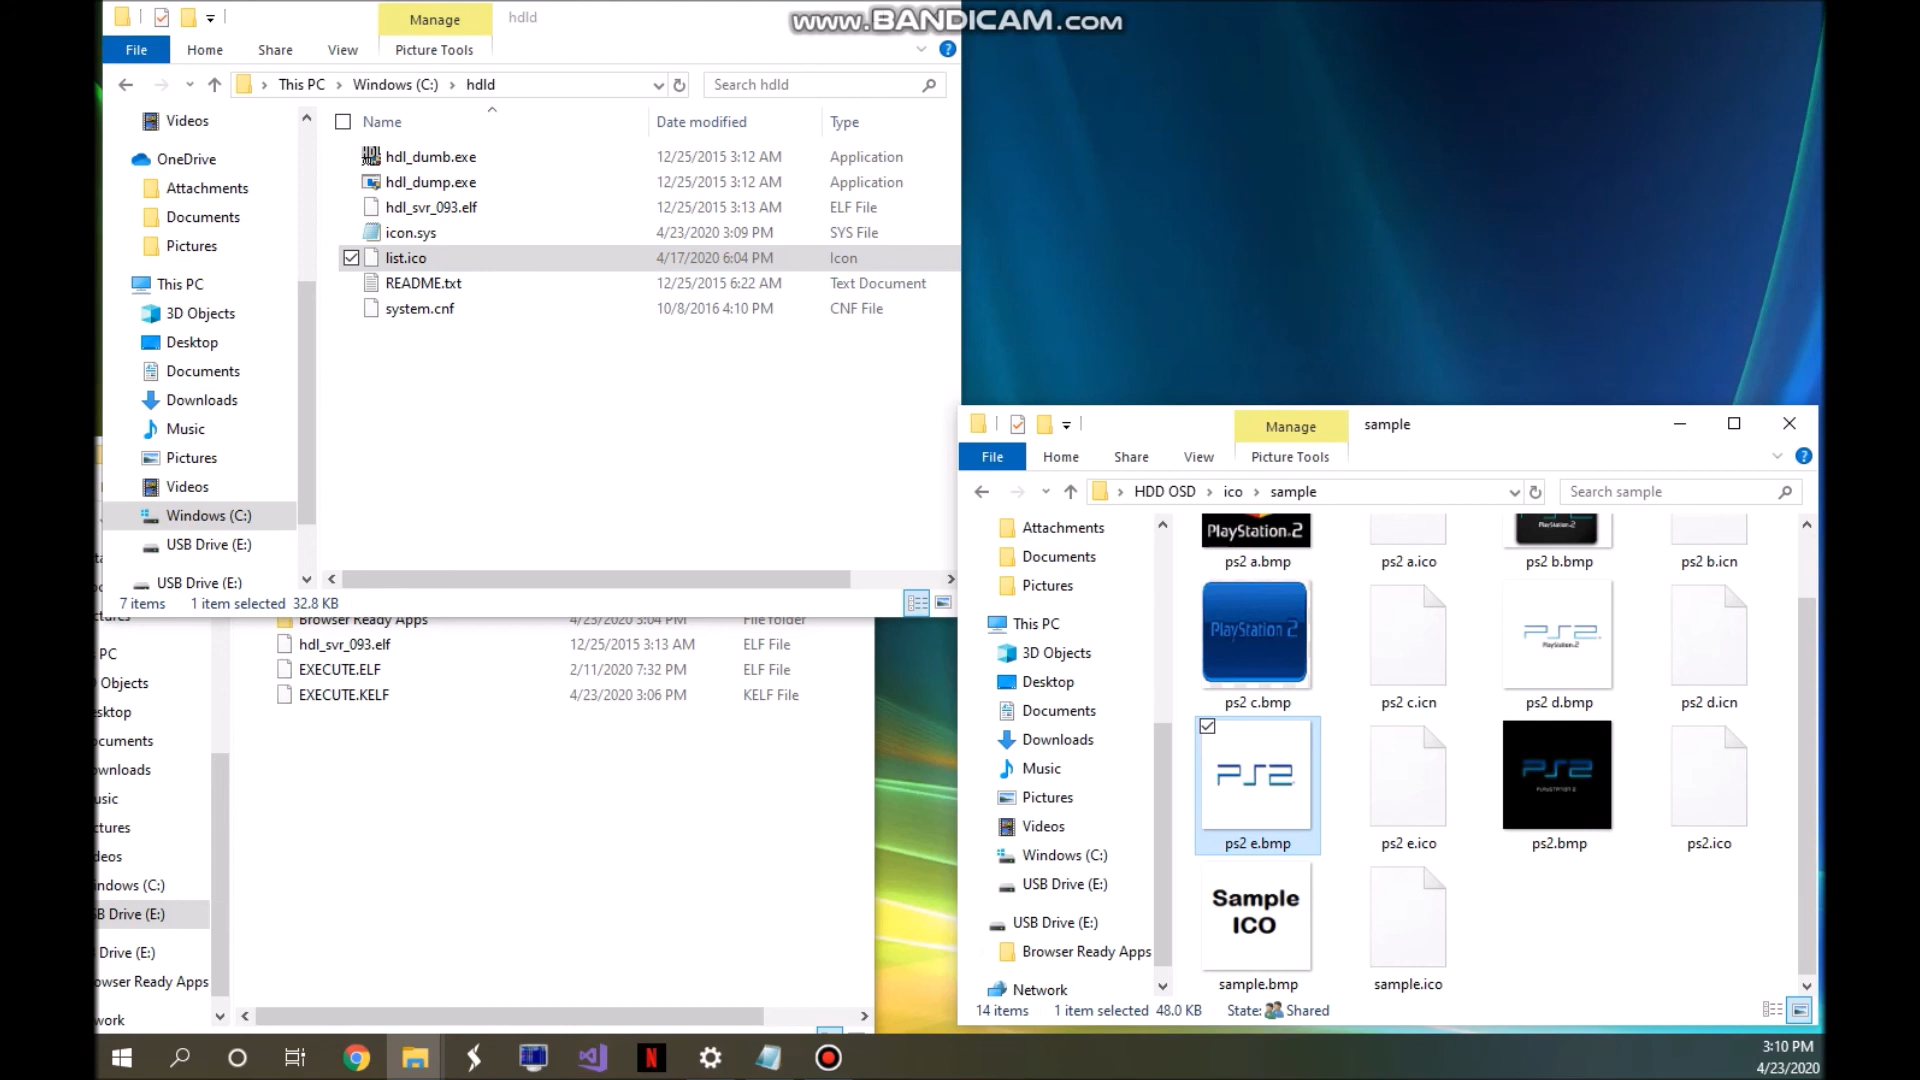 www.BANDICAM.com
Manage
hdld
File
Home
Share
View
Picture Tools
This PC
Windows (C:)
hdld
Search hdld
Videos
OneDrive
Attachments
Documents
Pictures
This PC
3D Objects
Desktop
Documents
Downloads
Music
Pictures
Videos
Windows (C:)
USB Drive (E:)
USB Drive (E:)
Name
Date modified
Type
hdl_dumb.exe 12/25/2015 3:12 AM Application
hdl_dump.exe 12/25/2015 3:12 AM Application
hdl_svr_093.elf 12/25/2015 3:13 AM ELF File
icon.sys 4/23/2020 3:09 PM SYS File
list.ico 4/17/2020 6:04 PM Icon
README.txt 12/25/2015 6:22 AM Text Document
system.cnf 10/8/2016 4:10 PM CNF File
7 items 1 item selected 32.8 KB
Browser Ready Apps 4/23/2020 3:04 PM File folder
hdl_svr_093.elf 12/25/2015 3:13 AM ELF File
EXECUTE.ELF 2/11/2020 7:32 PM ELF File
EXECUTE.KELF 4/23/2020 3:06 PM KELF File
ctures
PC
Objects
esktop
ocuments
ownloads
usic
ctures
deos
indows (C:)
SB Drive (E:)
Drive (E:)
owser Ready Apps
work
Manage
sample
File
Home
Share
View
Picture Tools
HDD OSD
ico
sample
Search sample
Attachments
Documents
Pictures
This PC
3D Objects
Desktop
Documents
Downloads
Music
Pictures
Videos
Windows (C:)
USB Drive (E:)
USB Drive (E:)
Browser Ready Apps
Network
PlayStation.2
PlayStation.2
ps2 a.bmp
ps2 a.ico
ps2 b.bmp
ps2 b.icn
PlayStation 2
PS2
PlayStation.2
ps2 c.bmp
ps2 c.icn
ps2 d.bmp
ps2 d.icn
PS2
PS2
PLAYSTATION 2
ps2 e.bmp
ps2 e.ico
ps2.bmp
ps2.ico
Sample
ICO
sample.bmp
sample.ico
14 items 1 item selected 48.0 KB State: Shared
3:10 PM
4/23/2020